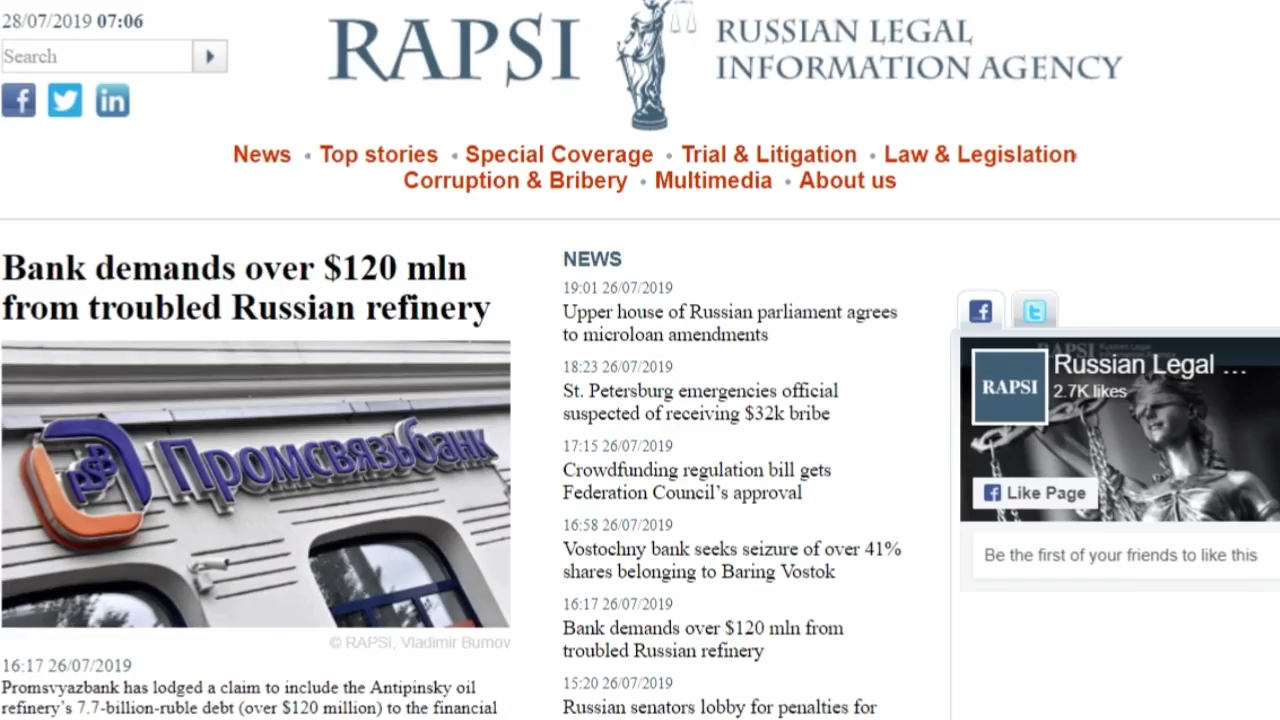 28/07/2019 07:06
Search
RAPSI
RUSSIAN LEGAL
INFORMATION AGENCY
News • Top stories • Special Coverage • Trial & Litigation • Law & Legislation
Corruption & Bribery • Multimedia • About us
Bank demands over $120 mln
from troubled Russian refinery
PSB Промсвязьбанк
© RAPSI, Vladimir Burnov
16:17 26/07/2019
Promsvyazbank has lodged a claim to include the Antipinsky oil
refinery's 7.7-billion-ruble debt (over $120 million) to the financial
NEWS
19:01 26/07/2019
Upper house of Russian parliament agrees
to microloan amendments
18:23 26/07/2019
St. Petersburg emergencies official
suspected of receiving $32k bribe
17:15 26/07/2019
Crowdfunding regulation bill gets
Federation Council's approval
16:58 26/07/2019
Vostochny bank seeks seizure of over 41%
shares belonging to Baring Vostok
16:17 26/07/2019
Bank demands over $120 mln from
troubled Russian refinery
15:20 26/07/2019
Russian senators lobby for penalties for
RAPSI
Russian Legal ...
2.7K likes
Like Page
Be the first of your friends to like this